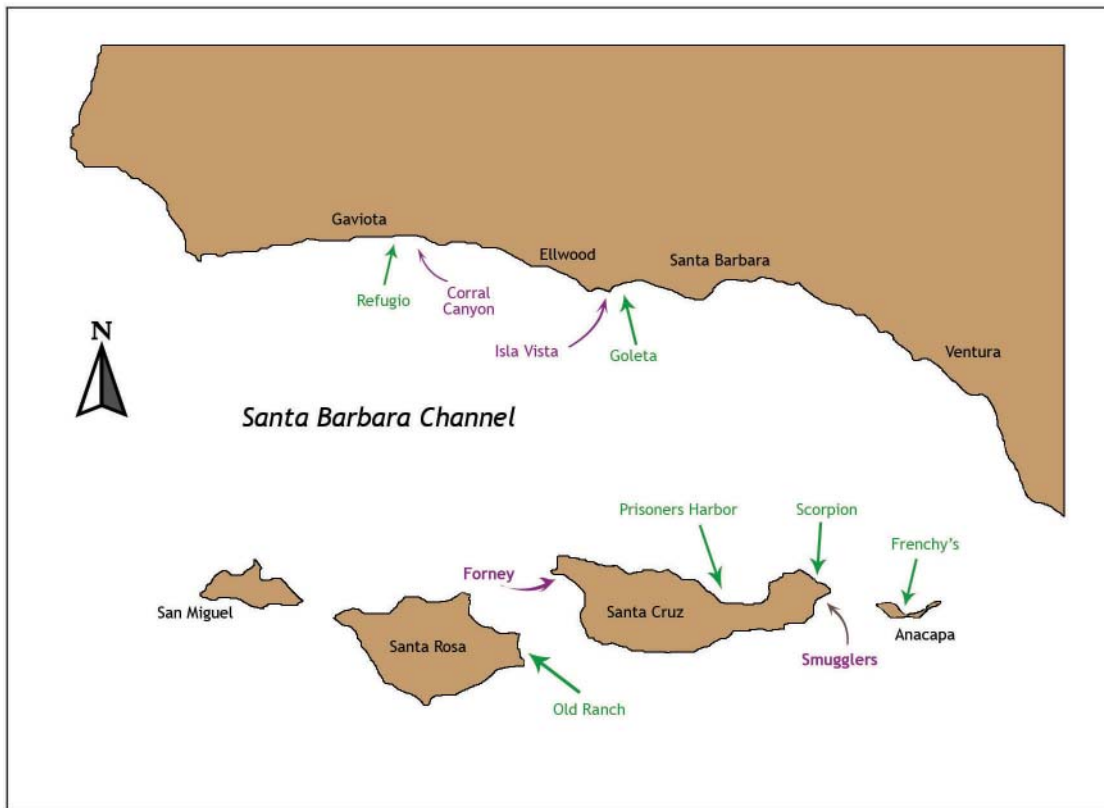 Gaviota
Ellwood
Santa Barbara
Refugio
Corral
Canyon
Isla Vista
Goleta
Ventura
N
Santa Barbara Channel
Prisoners Harbor
Scorpion
Frenchy's
Forney
San Miguel
Santa Cruz
Santa Rosa
Anacapa
Smugglers
Old Ranch